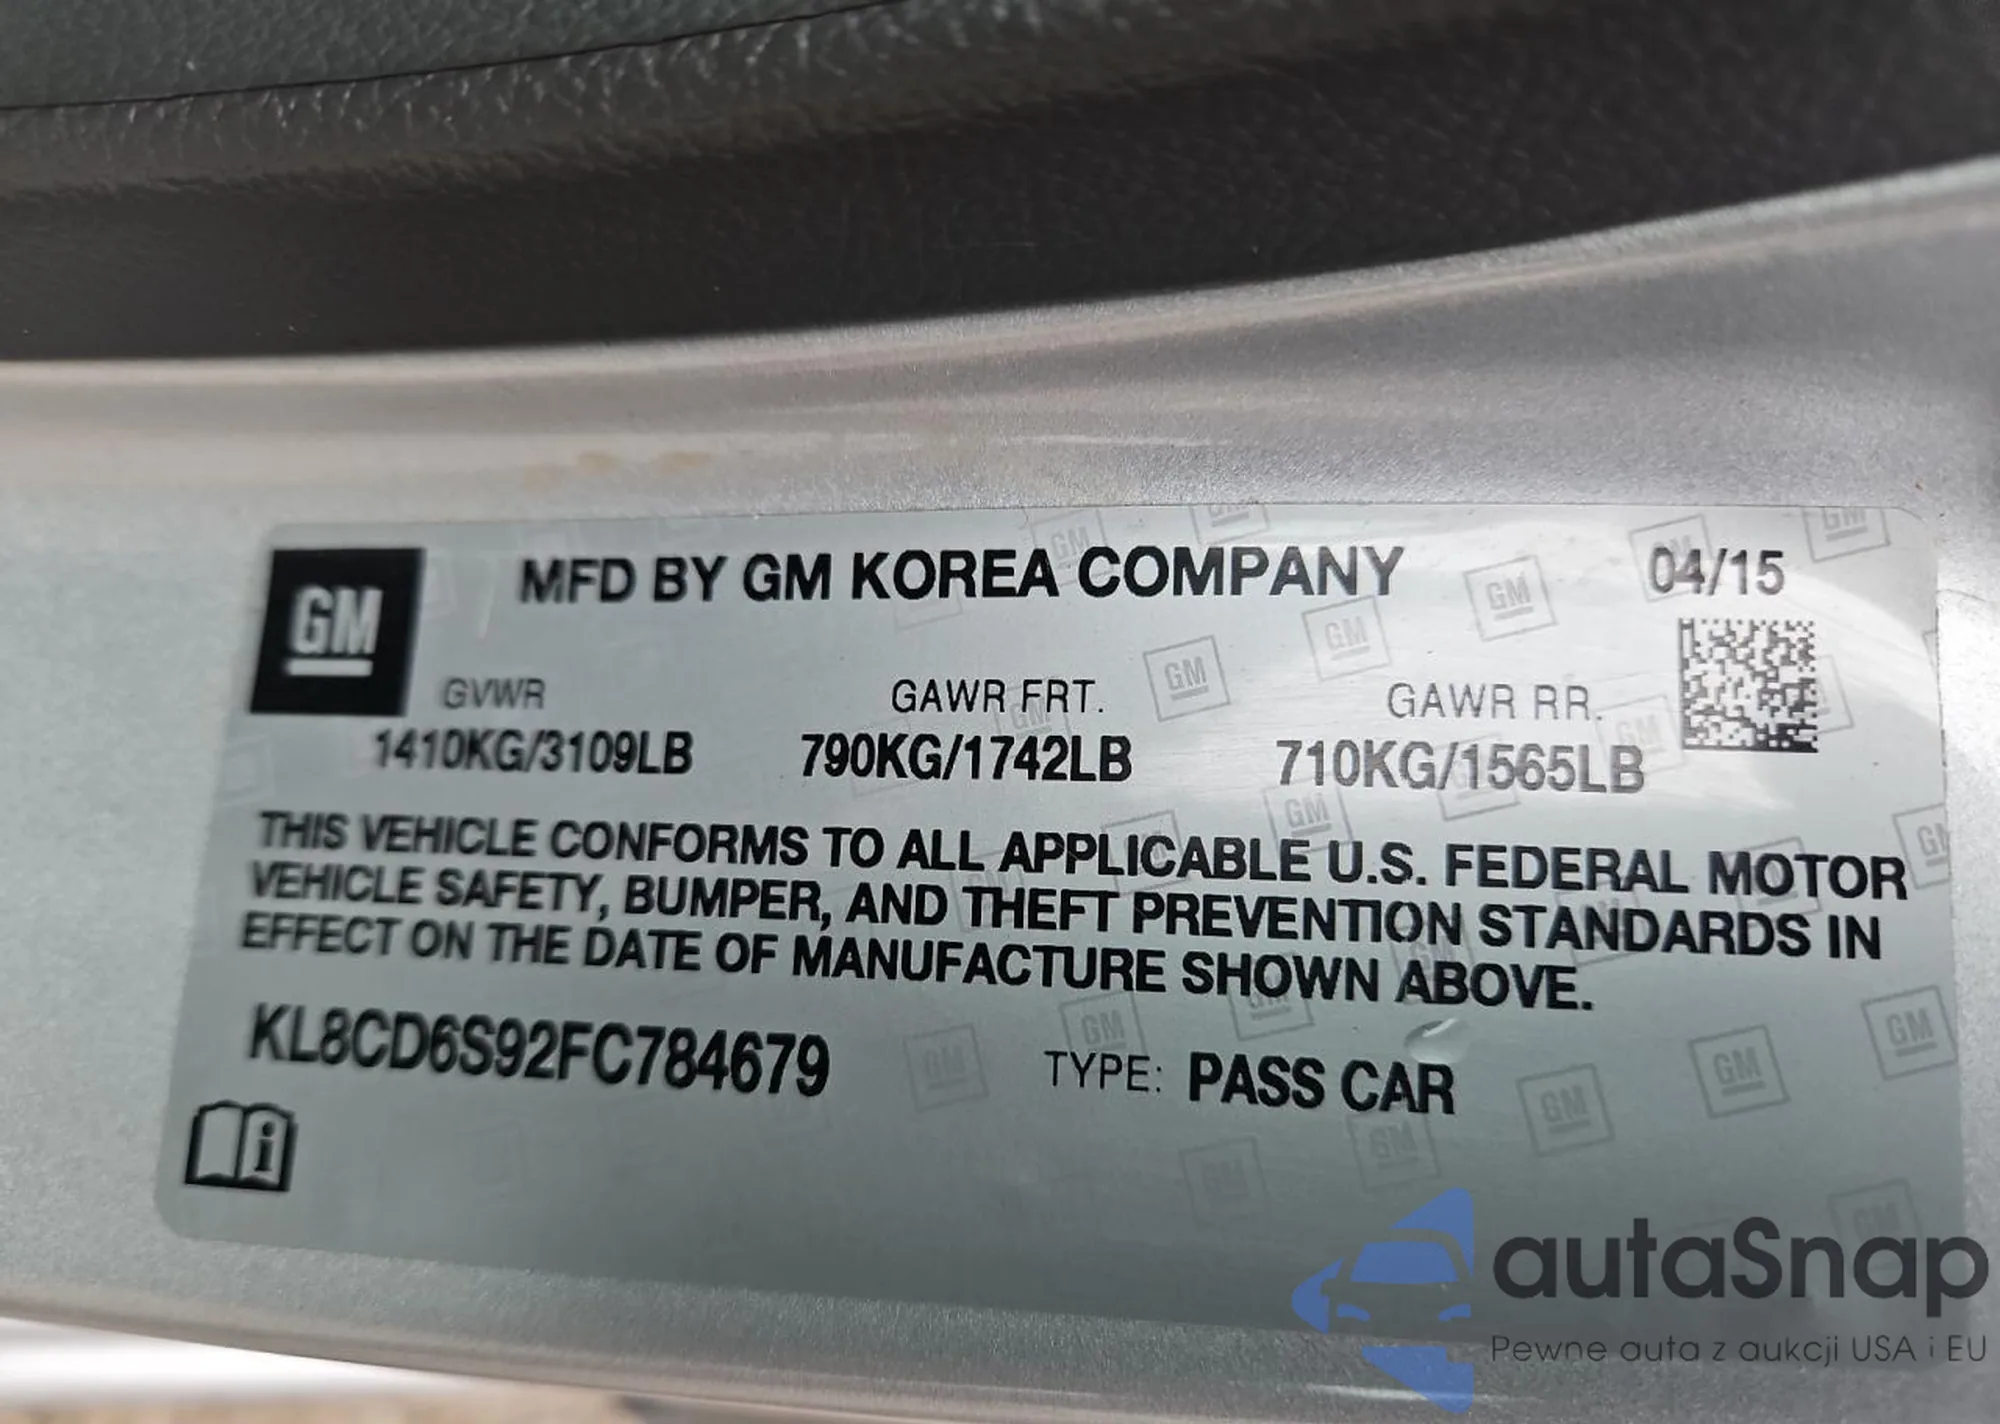 GM
MFD BY GM KOREA COMPANY
04/15
GVWR
GAWR FRT.
GAWR RR.
1410KG/3109LB
790KG/1742LB
710KG/1565LB
THIS VEHICLE CONFORMS TO ALL APPLICABLE U.S. FEDERAL MOTOR
VEHICLE SAFETY, BUMPER, AND THEFT PREVENTION STANDARDS IN
EFFECT ON THE DATE OF MANUFACTURE SHOWN ABOVE.
KL8CD6S92FC784679
TYPE: PASS CAR
autaSnap
Pewne auta z aukcji USA i EU